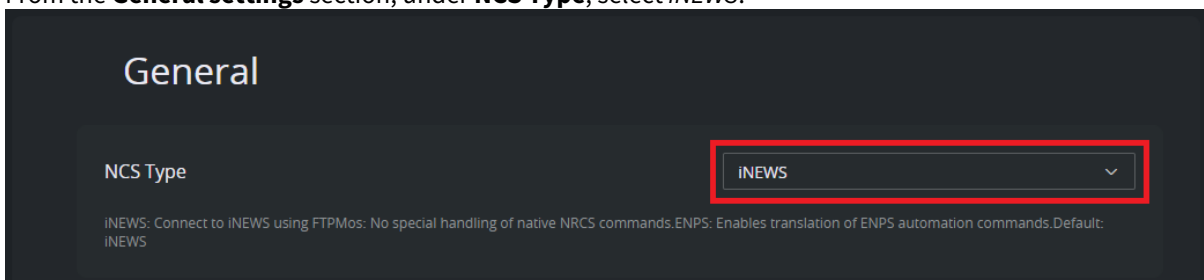 From the General settings section, under NCS Type, select iNEWS.
General
NCS Type
iNEWS
iNEWS: Connect to iNEWS using FTPMos: No special handling of native NRCS commands.ENPS: Enables translation of ENPS automation commands.Default:
iNEWS